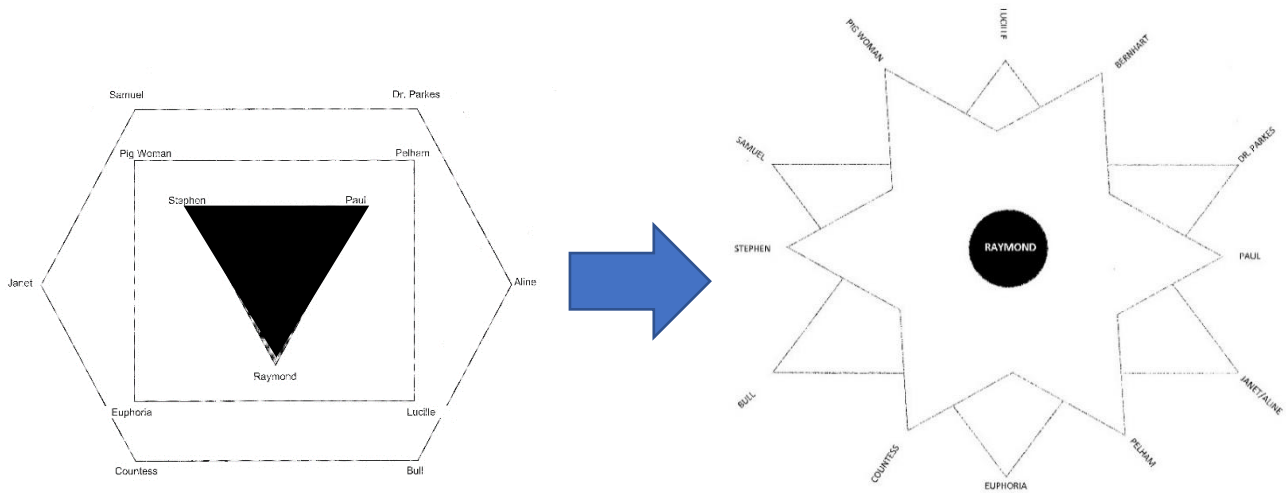 Samuel
Dr. Parkes
Pig Woman
Pelham
Stephen
Paul
Janet
Aline
Raymond
Euphoria
Lucille
Countess
Bull
LUCILLE
PIG WOMAN
BERNHART
SAMUEL
DR. PARKES
STEPHEN
RAYMOND
PAUL
BULL
JANET/ALINE
COUNTESS
PELHAM
EUPHORIA